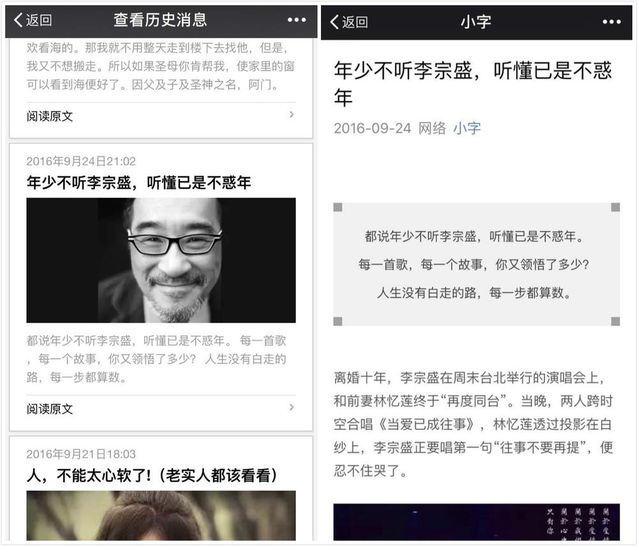 返回
查看历史消息
欢看海的。那我就不用整天走到楼下去找他，但是，
我又不想搬走。所以如果圣母你肯帮我，使家里的窗
可以看到海便好了。因父及子及圣神之名，阿门。
阅读原文
2016年9月24日21:02
年少不听李宗盛，听懂已是不惑年
都说年少不听李宗盛，听懂已是不惑年。 每一首歌
，每一个故事，你又领悟了多少？ 人生没有白走的
路，每一步都算数。
阅读原文
2016年9月21日18:03
人，不能太心软了!（老实人都该看看）
返回
小字
年少不听李宗盛，听懂已是不惑
年
2016-09-24 网络 小字
都说年少不听李宗盛，听懂已是不惑年。
每一首歌，每一个故事，你又领悟了多少？
人生没有白走的路，每一步都算数。
离婚十年，李宗盛在周末台北举行的演唱会上，
和前妻林忆莲终于“再度同台”。当晚，两人跨时
空合唱《当爱已成往事》，林忆莲透过投影在白
纱上，李宗盛正要唱第一句“往事不要再提”，便
忍不住哭了。